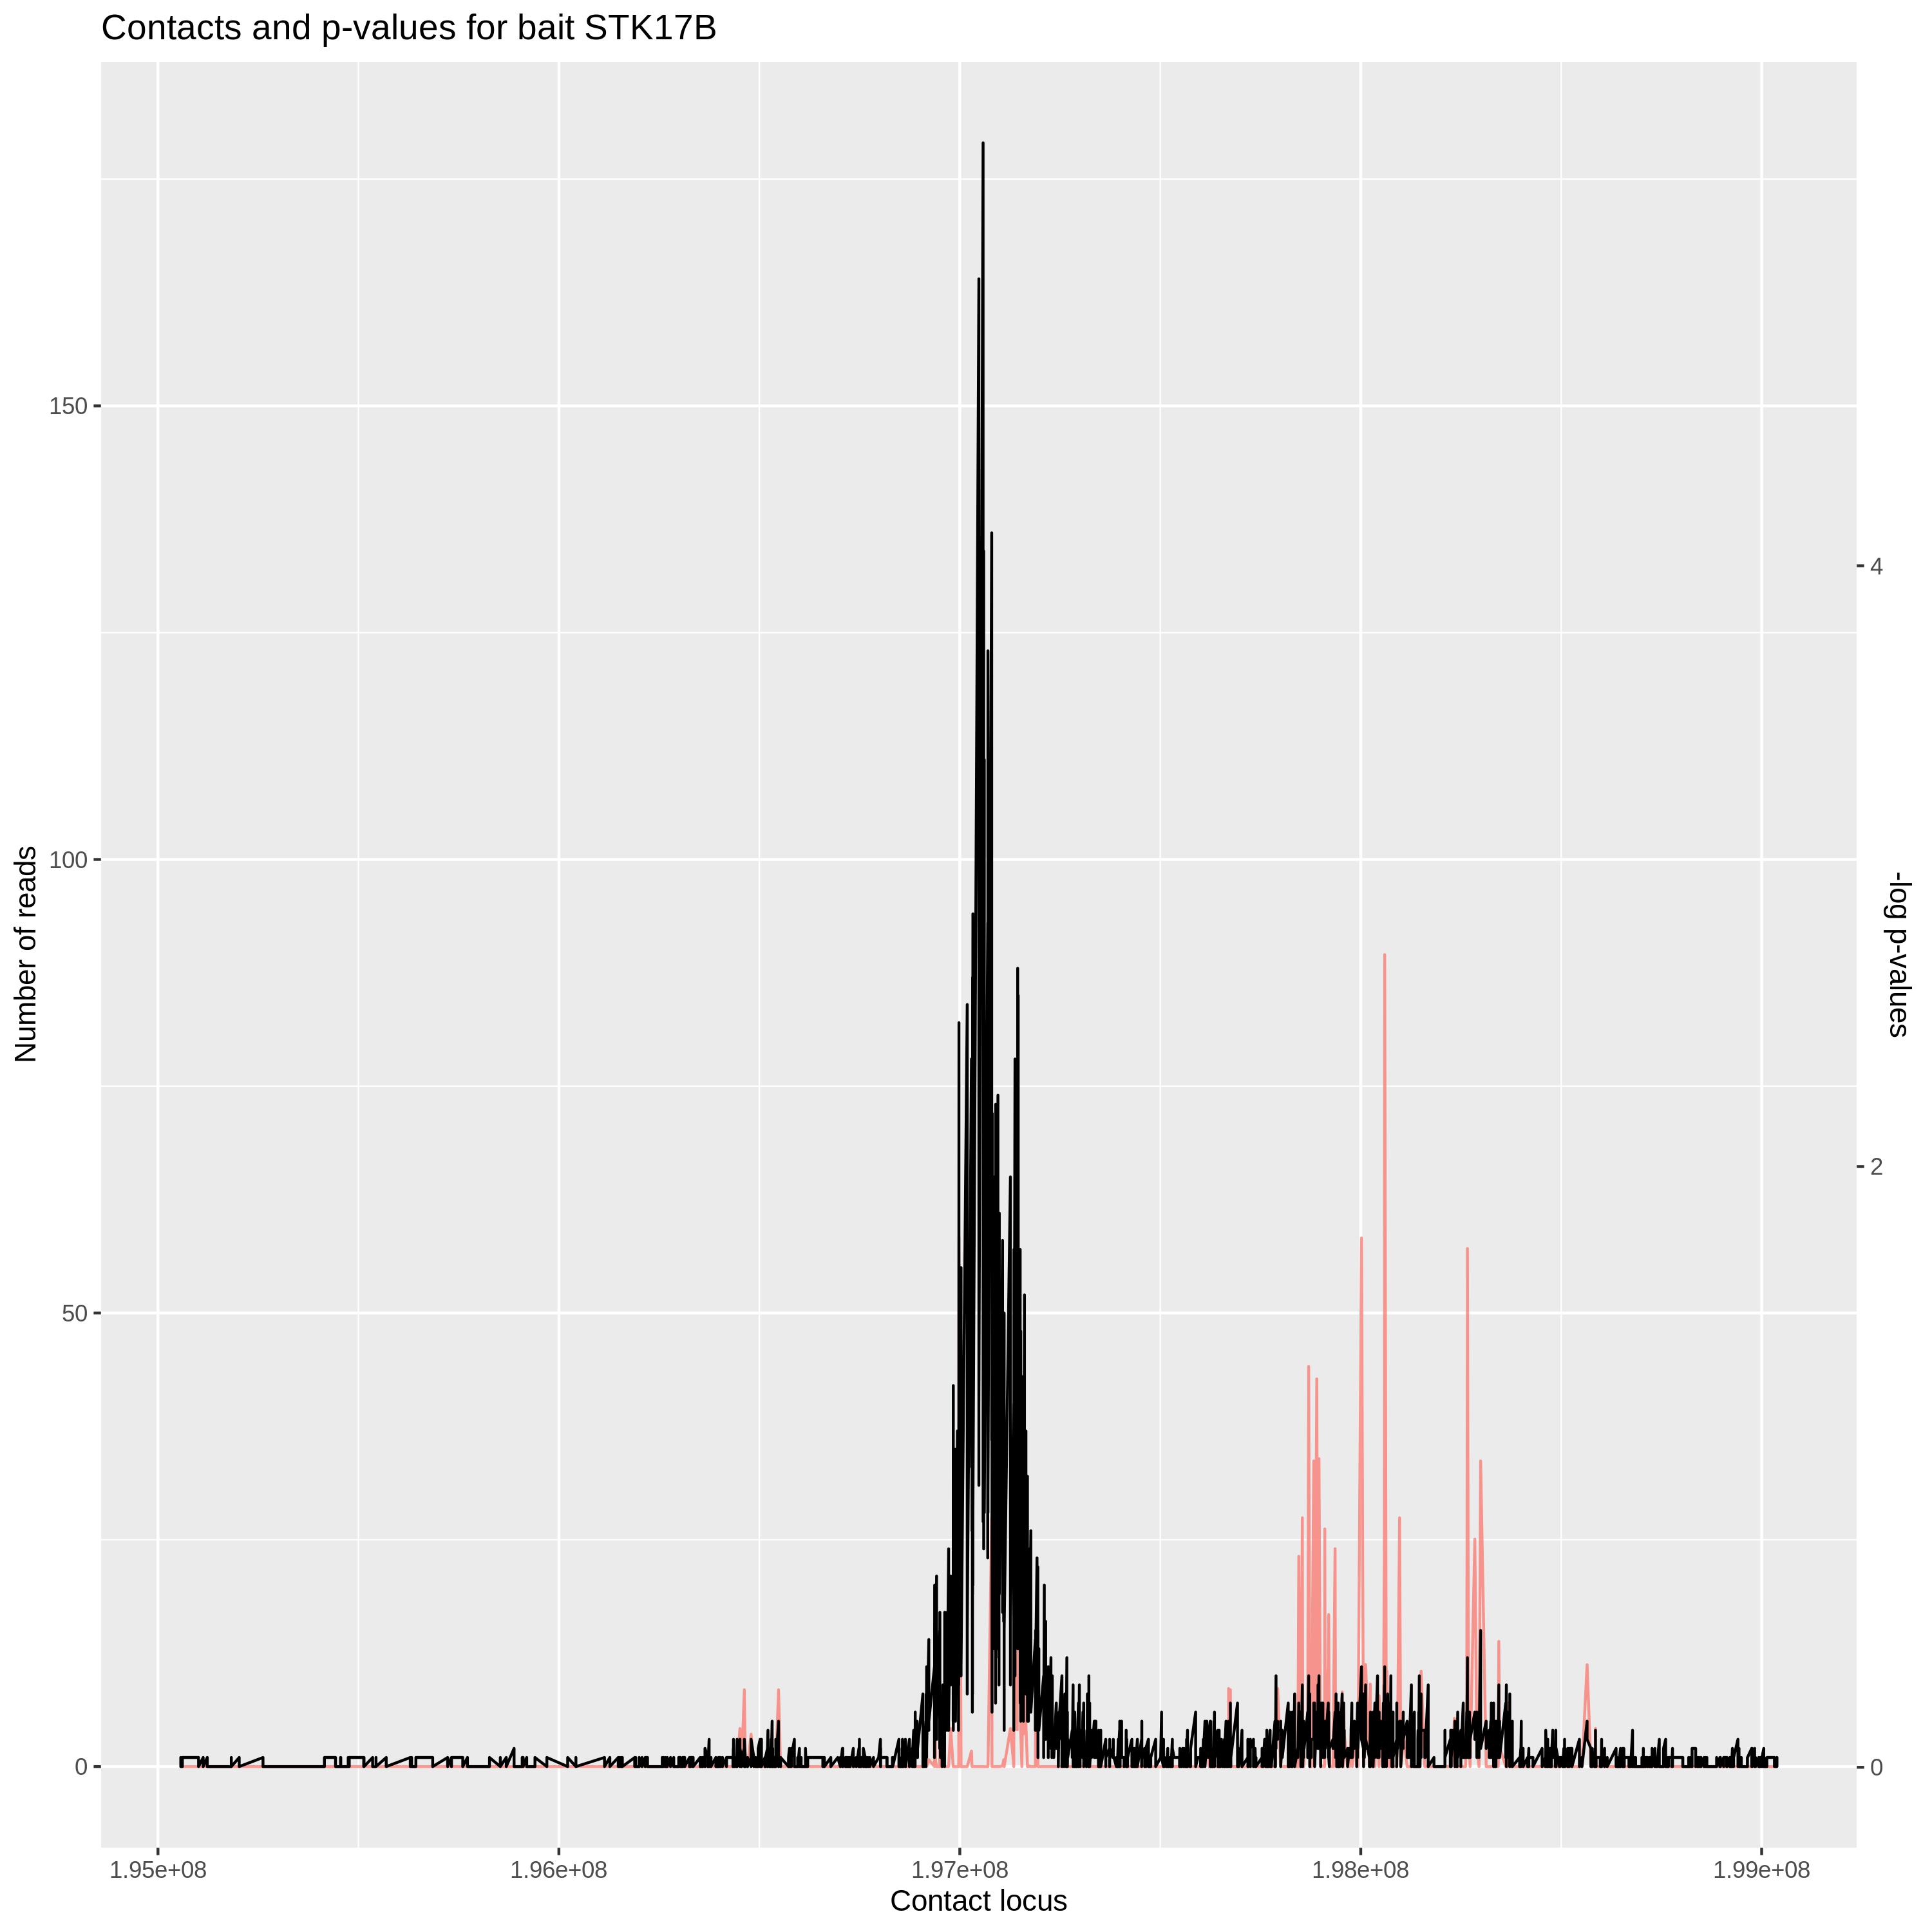 Contacts and p-values for bait STK17B
150
100
50
0
Number of reads
4
2
0
-log p-values
1.95e+08
1.96e+08
1.97e+08
1.98e+08
1.99e+08
Contact locus